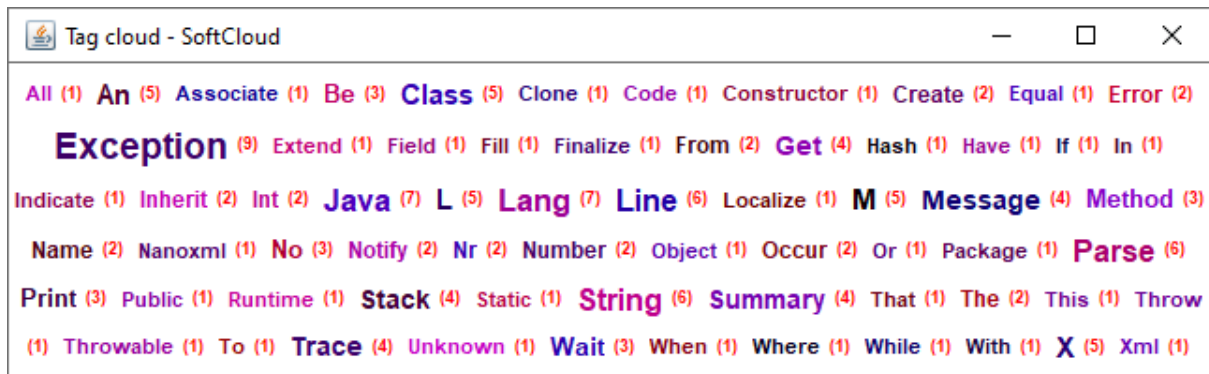 Tag cloud - SoftCloud
All (1) An (5) Associate (1) Be (3) Class (5) Clone (1) Code (1) Constructor (1) Create (2) Equal (1) Error (2)
Exception (9) Extend (1) Field (1) Fill (1) Finalize (1) From (2) Get (4) Hash (1) Have (1) If (1) In (1)
Indicate (1) Inherit (2) Int (2) Java (7) L (5) Lang (7) Line (6) Localize (1) M (5) Message (4) Method (3)
Name (2) Nanoxml (1) No (3) Notify (2) Nr (2) Number (2) Object (1) Occur (2) Or (1) Package (1) Parse (6)
Print (3) Public (1) Runtime (1) Stack (4) Static (1) String (6) Summary (4) That (1) The (2) This (1) Throw
(1) Throwable (1) To (1) Trace (4) Unknown (1) Wait (3) When (1) Where (1) While (1) With (1) X (5) Xml (1)